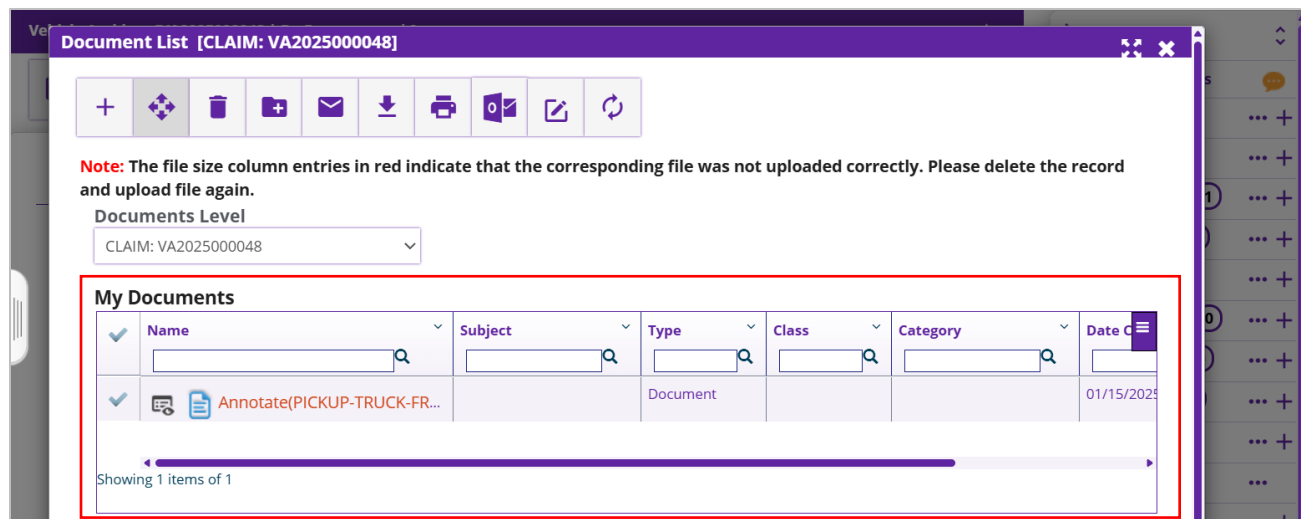 Document List [CLAIM: VA2025000048]
Note: The file size column entries in red indicate that the corresponding file was not uploaded correctly. Please delete the record
and upload file again.
Documents Level
CLAIM: VA2025000048
My Documents
Name Subject Type Class Category Date C
Annotate(PICKUP-TRUCK-FR... Document 01/15/2025
Showing 1 items of 1